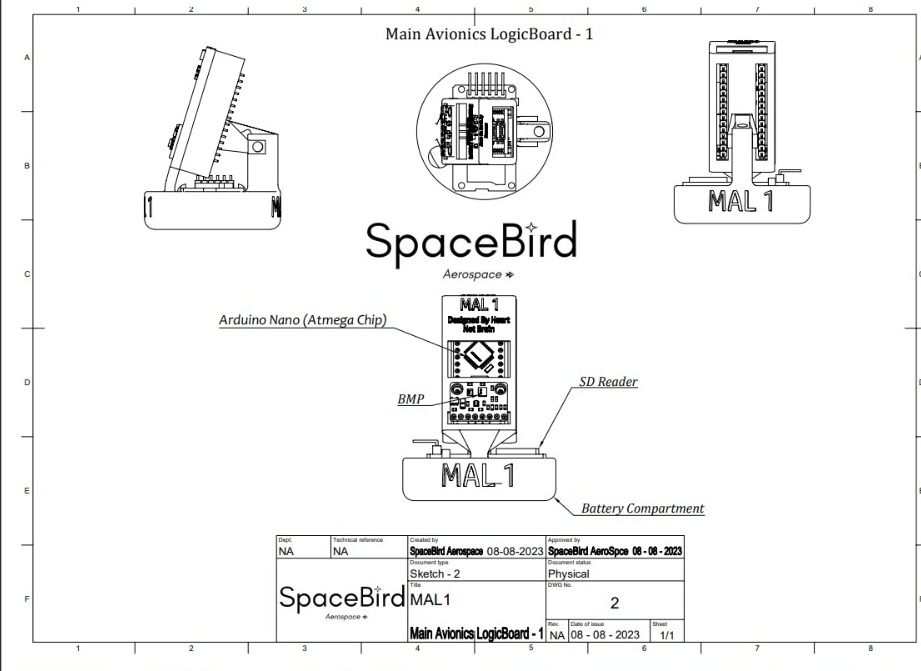 1 2 3 4 5 6 7 8
Main Avionics LogicBoard - 1
A
B
C
D
E
F
1
M
MAL 1
SpaceBird
Aerospace
MAL 1
Designed By Heart
Not Brain
Arduino Nano (Atmega Chip)
BMP
SD Reader
MAL 1
Battery Compartment
Dept.
NA
Technical reference
NA
Created by
SpaceBird Aerospace 08-08-2023
Approved by
SpaceBird AeroSpce 08 - 08 - 2023
Document type
Sketch - 2
Document status
Physical
SpaceBird
Aerospace
Title
MAL1
Main Avionics LogicBoard - 1
DWG No.
2
Rev.
NA
Date of issue
08 - 08 - 2023
Sheet
1/1
1 2 3 4 5 6 7 8